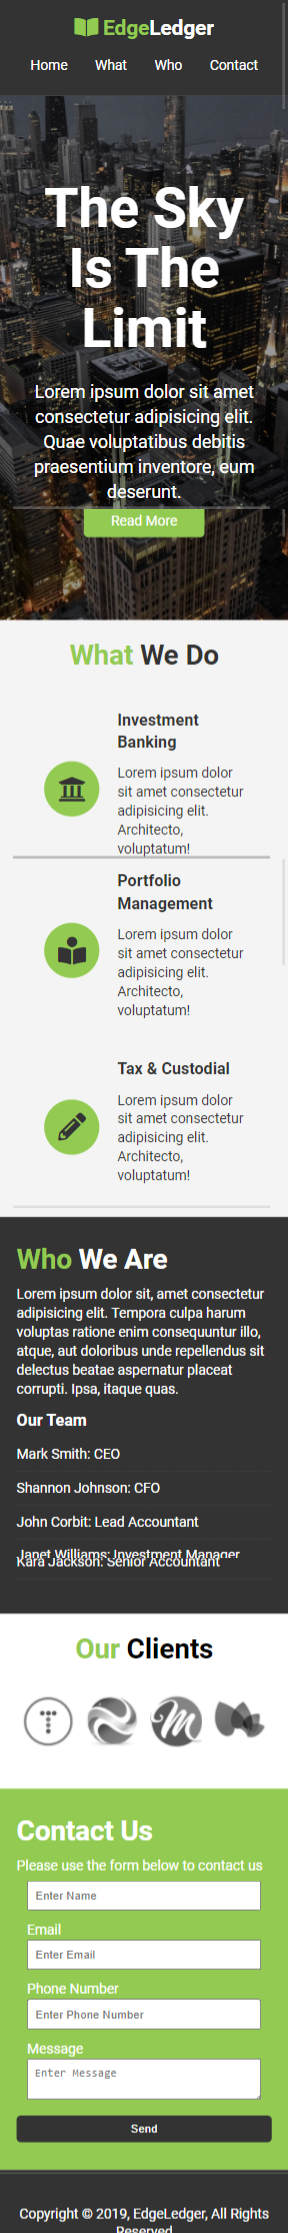 EdgeLedger
Home What Who Contact
The Sky
Is The
Limit
Lorem ipsum dolor sit amet
consectetur adipisicing elit.
Quae voluptatibus debitis
praesentium inventore, eum
deserunt.
Read More
What We Do
Investment
Banking
Lorem ipsum dolor
sit amet consectetur
adipisicing elit.
Architecto,
voluptatum!
Portfolio
Management
Lorem ipsum dolor
sit amet consectetur
adipisicing elit.
Architecto,
voluptatum!
Tax & Custodial
Lorem ipsum dolor
sit amet consectetur
adipisicing elit.
Architecto,
voluptatum!
Who We Are
Lorem ipsum dolor sit, amet consectetur
adipisicing elit. Tempora culpa harum
voluptas ratione enim consequuntur illo,
atque, aut doloribus unde repellendus sit
delectus beatae aspernatur placeat
corrupti. Ipsa, itaque quas.
Our Team
Mark Smith: CEO
Shannon Johnson: CFO
John Corbit: Lead Accountant
Janet Williams: Investment Manager
Kara Jackson: Senior Accountant
Our Clients
T
M
Contact Us
Please use the form below to contact us
Enter Name
Email
Enter Email
Phone Number
Enter Phone Number
Message
Enter Message
Send
Copyright © 2019, EdgeLedger, All Rights
Reserved